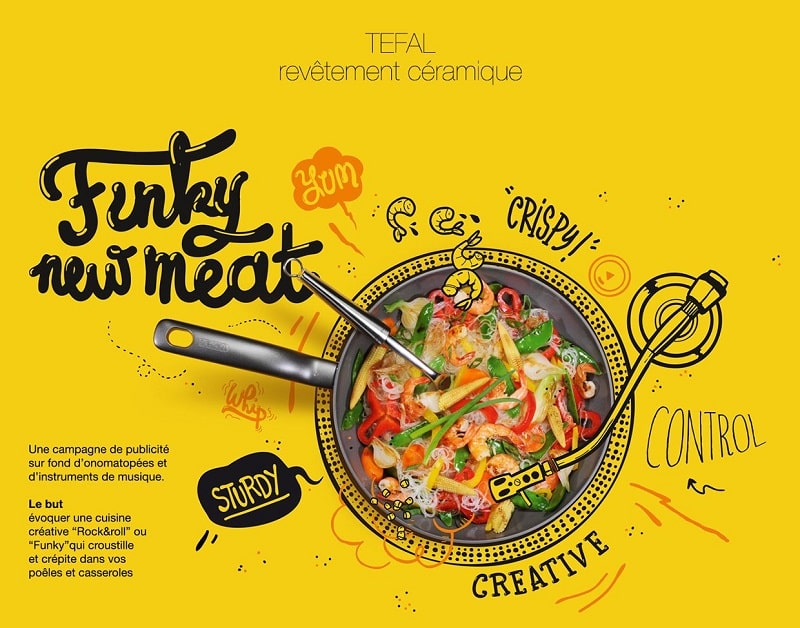 TEFAL
revêtement céramique
Funky
new meat
YUM
"CRISPY!"
Whip
STURDY
CONTROL
CREATIVE
Une campagne de publicité
sur fond d'onomatopées et
d'instruments de musique.
Le but
évoquer une cuisine
créative "Rock&roll" ou
"Funky"qui croustille
et crépite dans vos
poêles et casseroles